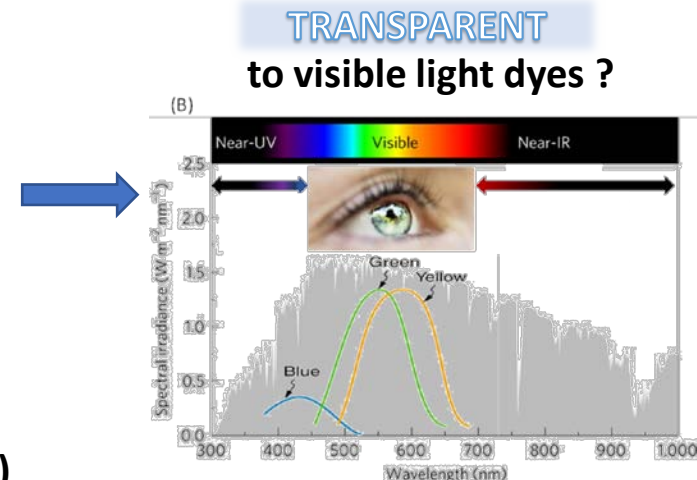 TRANSPARENT
to visible light dyes ?
(B)
Near-UV Visible Near-IR
Spectral irradiance (W m⁻² nm⁻¹)
2.5
2.0
1.5
1.0
0.5
0.0
Green
Yellow
Blue
300 400 500 600 700 800 900 1.000
Wavelength (nm)
)